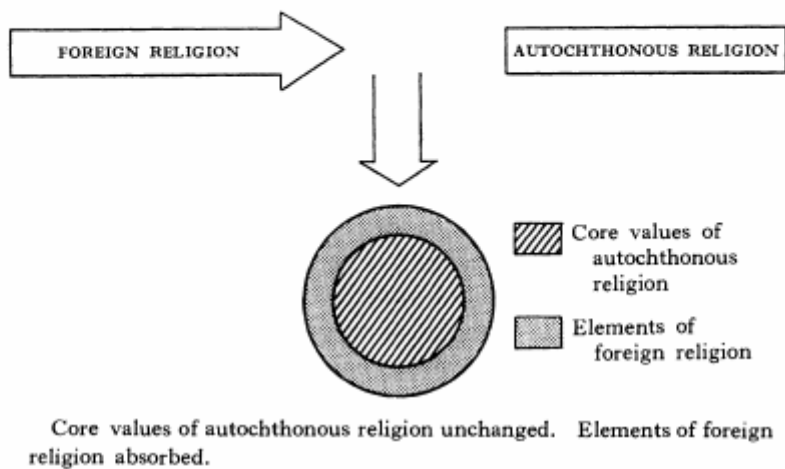 FOREIGN RELIGION
AUTOCHTHONOUS RELIGION
Core values of
autochthonous
religion
Elements of
foreign religion
Core values of autochthonous religion unchanged. Elements of foreign
religion absorbed.